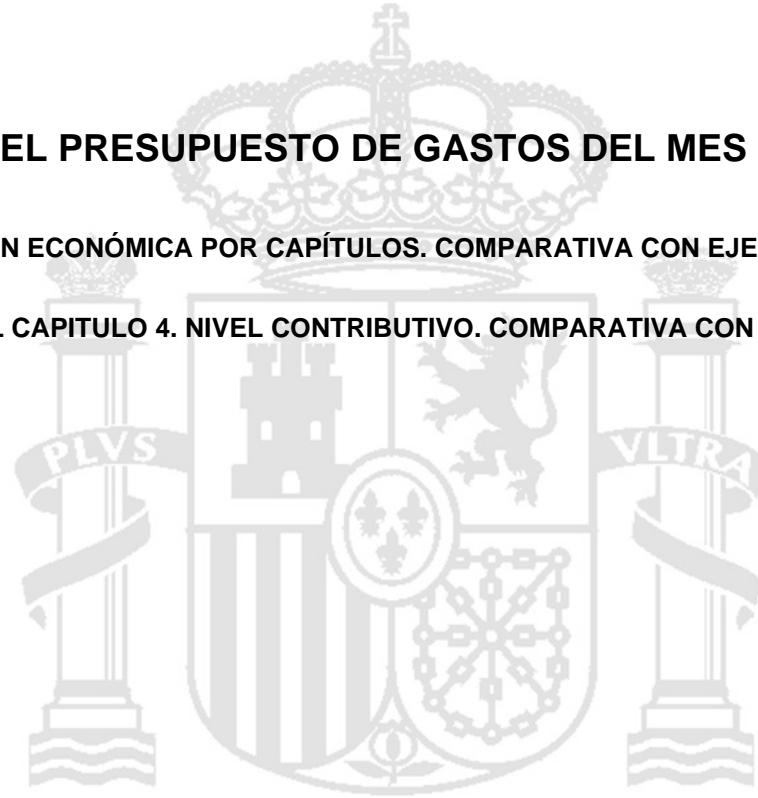 EL PRESUPUESTO DE GASTOS DEL MES
N ECONÓMICA POR CAPÍTULOS. COMPARATIVA CON EJE
CAPITULO 4. NIVEL CONTRIBUTIVO. COMPARATIVA CON
PLVS
VLTRA